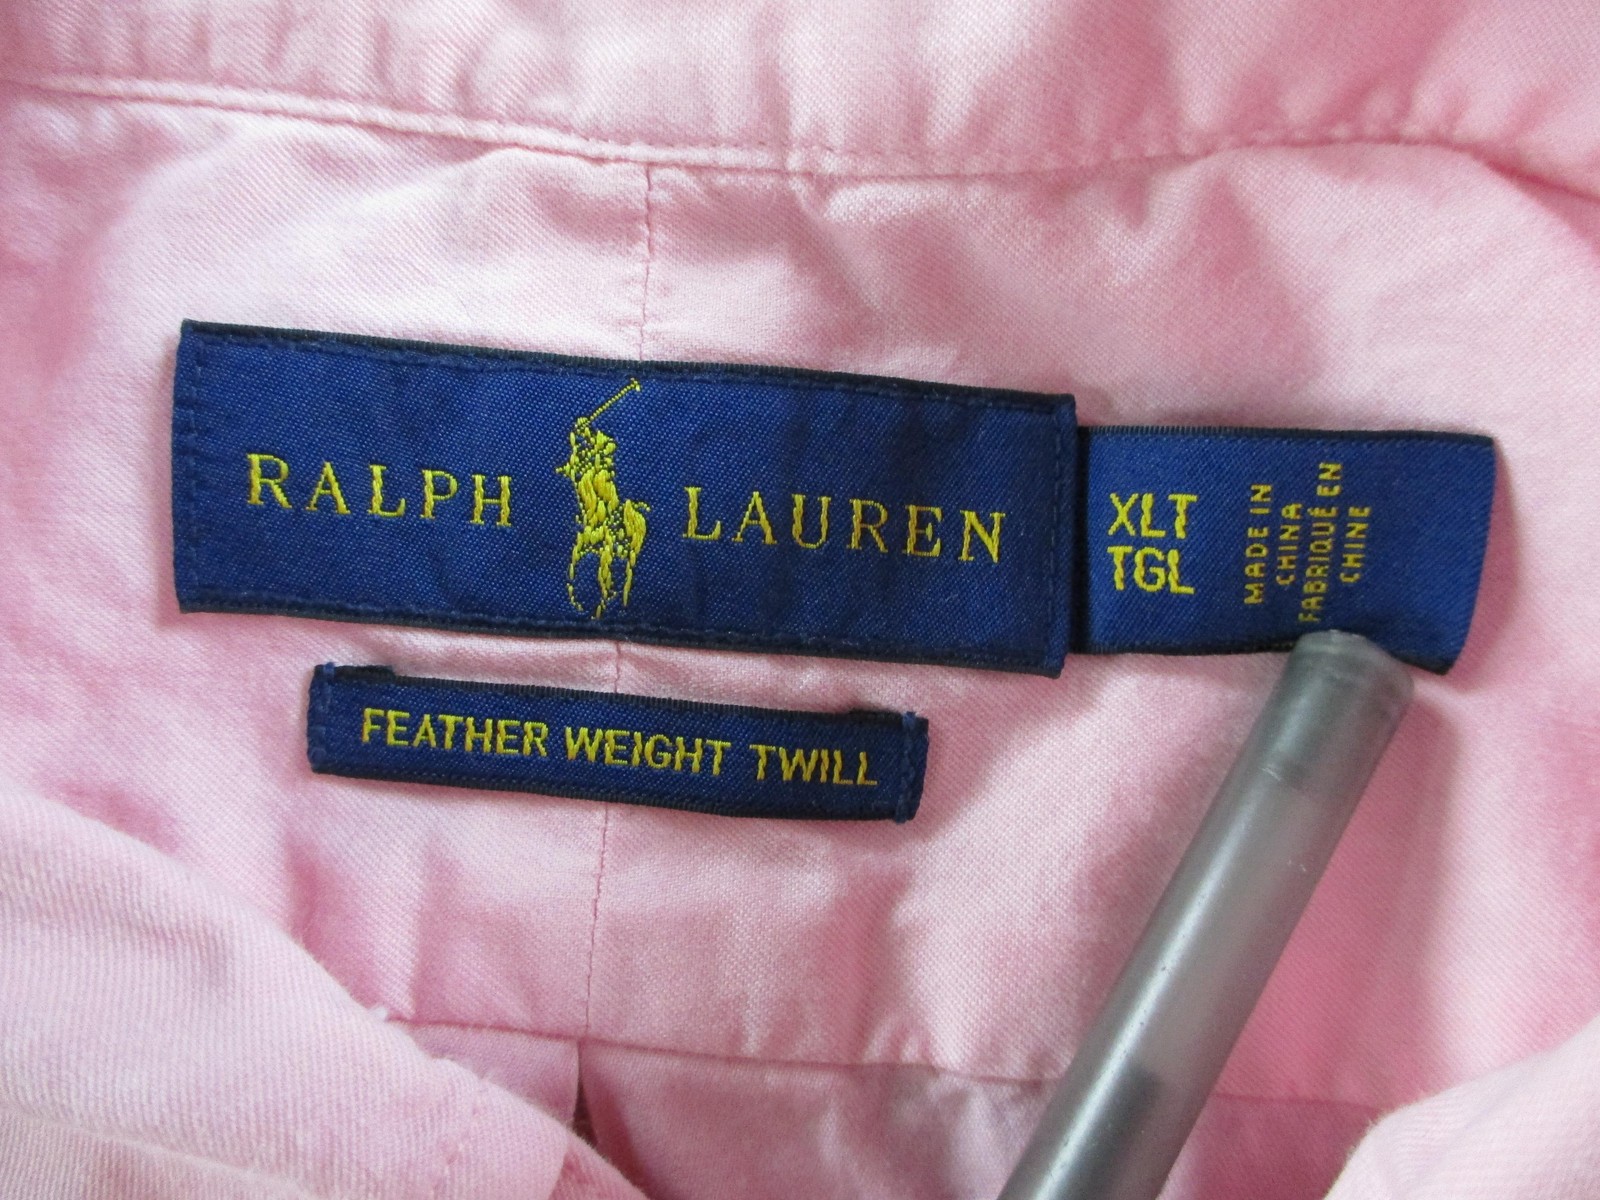 RALPH LAUREN
XLT
TGL
MADE IN
CHINA
FABRIQUÉ EN
CHINE
FEATHER WEIGHT TWILL